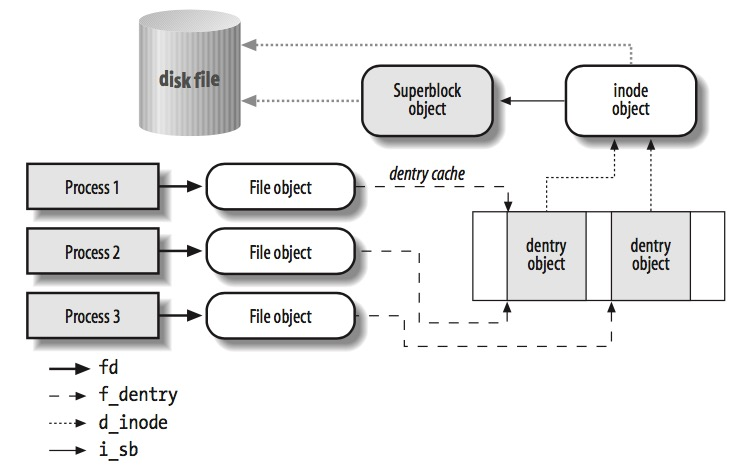 disk file
Superblock
object
inode
object
Process 1
File object
dentry cache
Process 2
File object
dentry
object
dentry
object
Process 3
File object
fd
f_dentry
d_inode
i_sb